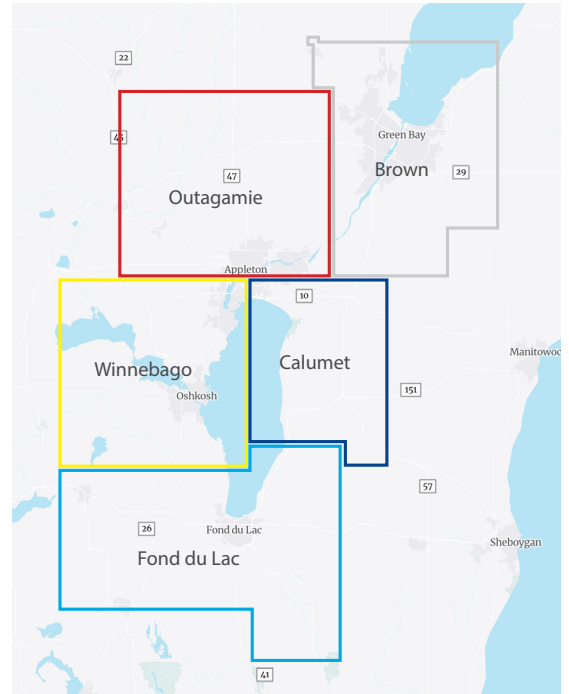 22
45
Green Bay
Brown
29
47
Outagamie
Appleton
10
Manitowoc
Winnebago
Calumet
Oshkosh
151
57
26
Fond du Lac
Sheboygan
Fond du Lac
41